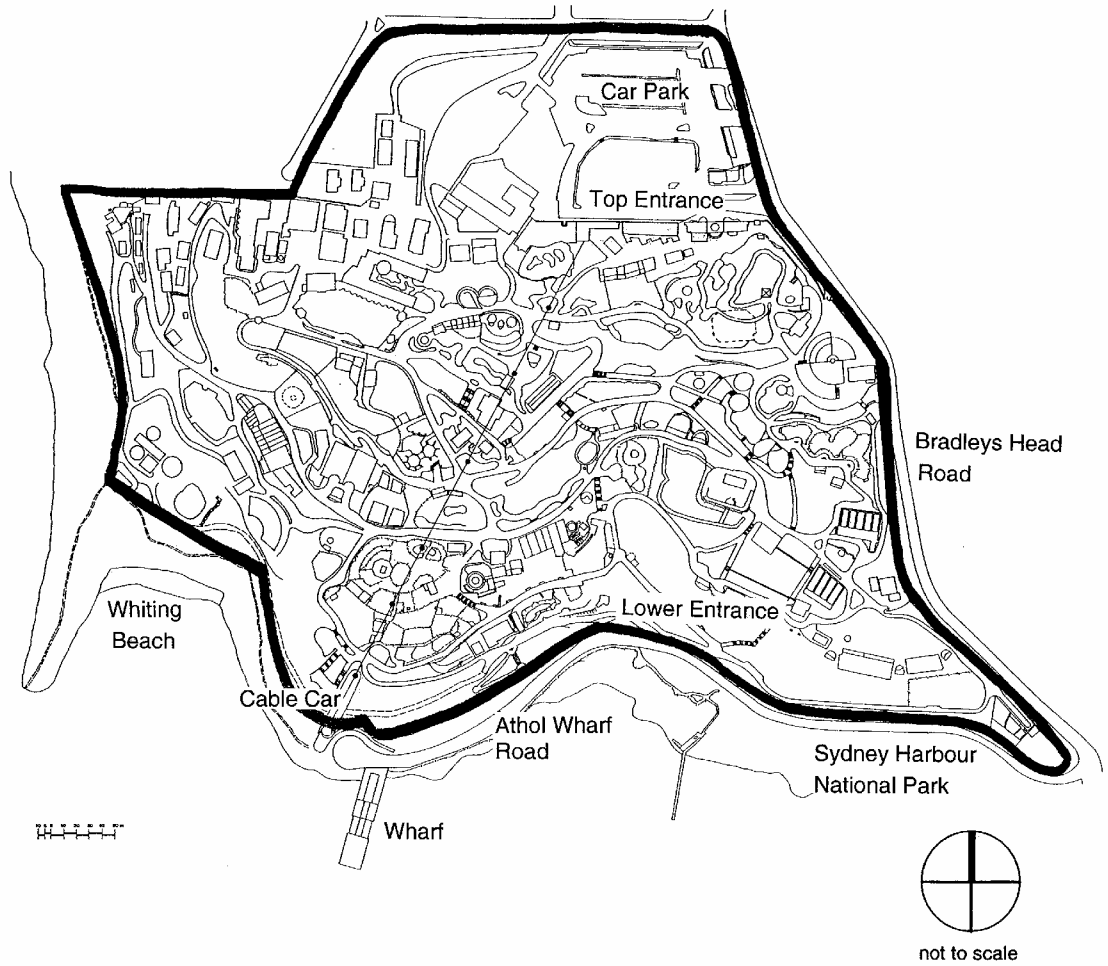 Car Park
Top Entrance
Bradleys Head
Road
Whiting
Beach
Lower Entrance
Cable Car
Athol Wharf
Road
Sydney Harbour
National Park
Wharf
not to scale